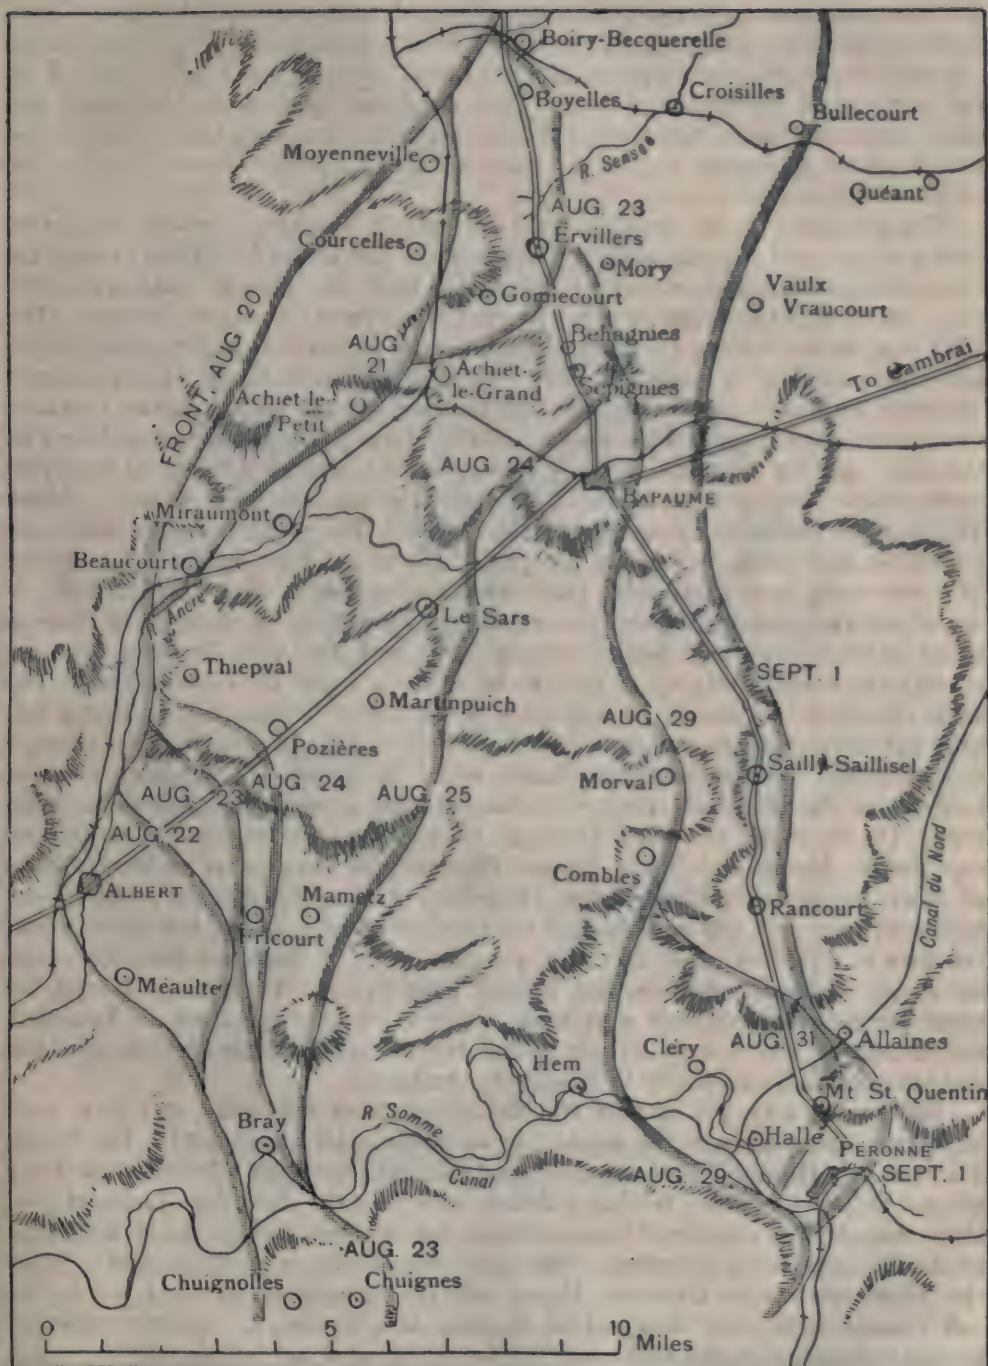 Boiry-Becquerelle
Boyelles
Croisilles
Bullecourt
Moyenneville
R. Sensée
Quéant
AUG. 23
Courcelles
Ervillers
Mory
Gomiecourt
Vaulx
Vraucourt
FRONT, AUG 20
AUG
21
Behagnies
Achiet-
le-Grand
Sapignies
To Cambrai
Achiet-le-
Petit
AUG 24
BAPAUME
Miraumont
Beaucourt
R. Ancre
Le Sars
Thiepval
Martinpuich
SEPT. 1
Pozières
AUG 29
Morval
Sailly-Saillisel
AUG. 23
AUG. 24
AUG. 25
AUG. 22
Combles
ALBERT
Mametz
Fricourt
Rancourt
Canal du Nord
Méaulte
Hem
Cléry
AUG. 31
Allaines
Mt St. Quentin
Bray
R Somme
Canal
Halle
PÉRONNE
AUG. 29
SEPT. 1
AUG. 23
Chuignolles
Chuignes
0 5 10 Miles